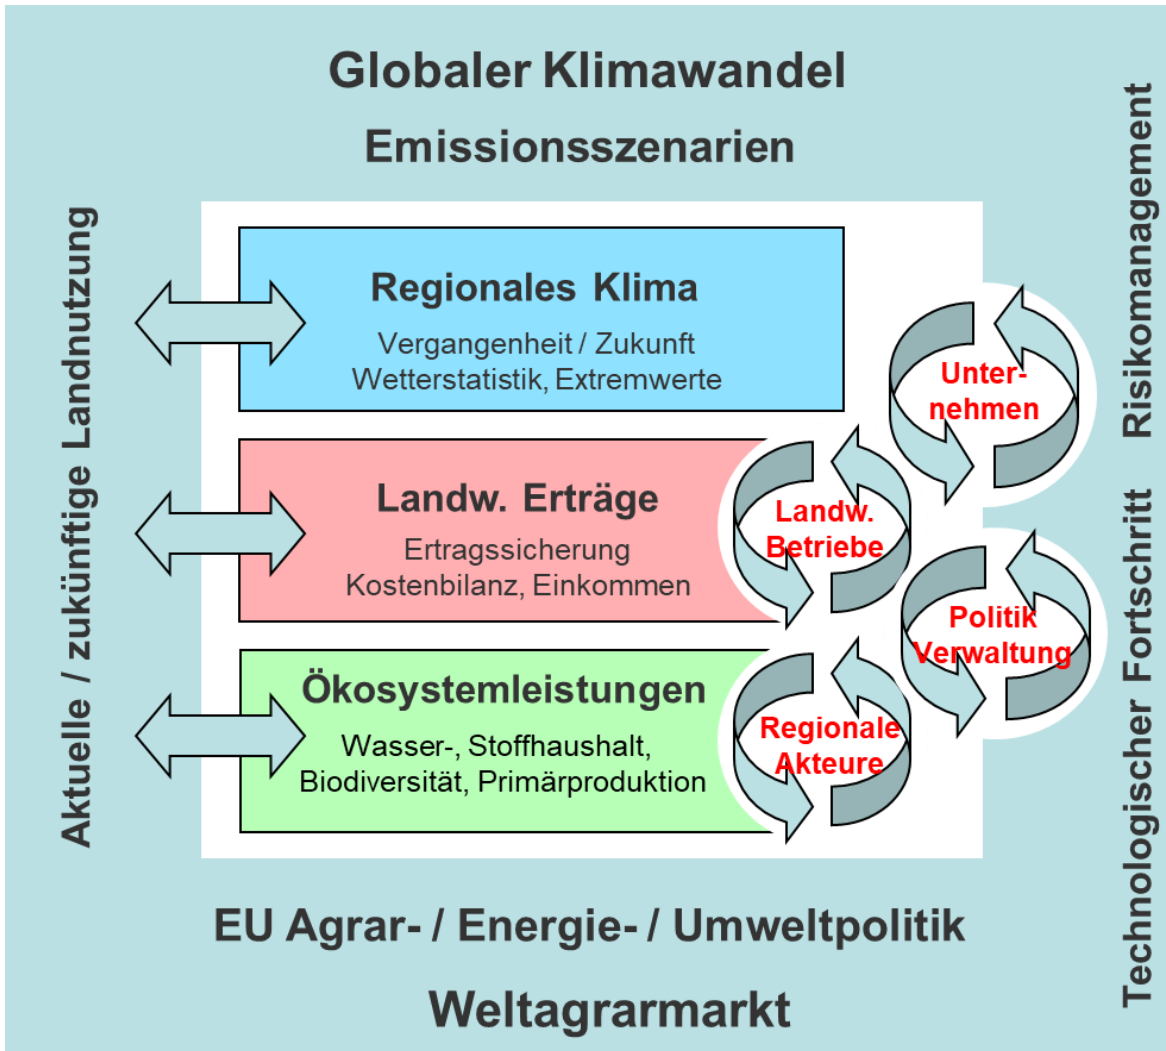 Globaler Klimawandel
Emissionsszenarien
Aktuelle / zukünftige Landnutzung
Regionales Klima
Vergangenheit / Zukunft
Wetterstatistik, Extremwerte
Landw. Erträge
Ertragssicherung
Kostenbilanz, Einkommen
Ökosystemleistungen
Wasser-, Stoffhaushalt,
Biodiversität, Primärproduktion
Unter-
nehmen
Landw.
Betriebe
Politik
Verwaltung
Regionale
Akteure
Technologischer Fortschritt Risikomanagement
EU Agrar- / Energie- / Umweltpolitik
Weltagrarmarkt